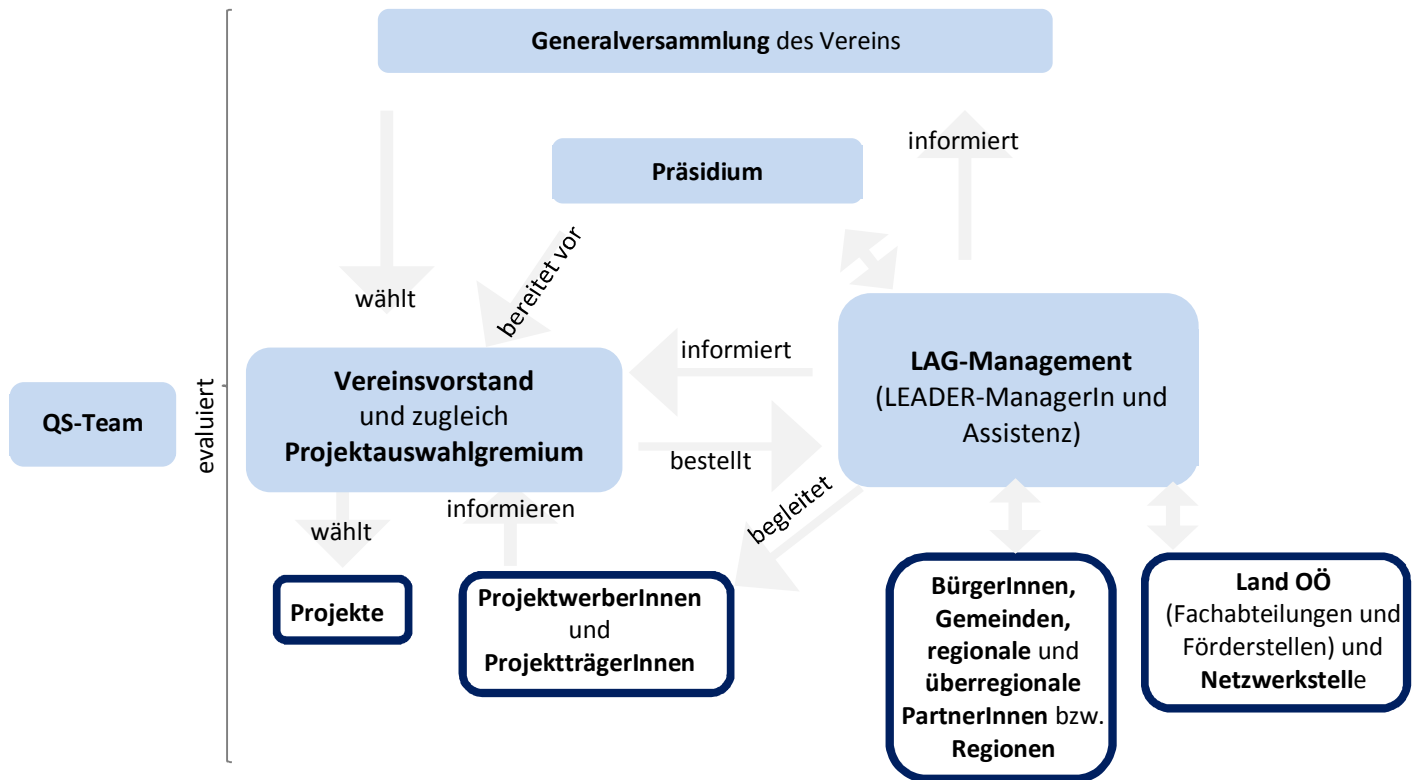 Generalversammlung des Vereins
informiert
Präsidium
bereitet vor
wählt
informiert
LAG-Management
(LEADER-ManagerIn und
Assistenz)
Vereinsvorstand
und zugleich
Projektauswahlgremium
QS-Team
evaluiert
bestellt
begleitet
wählt
informieren
Projekte
ProjektwerberInnen
und
ProjektträgerInnen
BürgerInnen,
Gemeinden,
regionale und
überregionale
PartnerInnen bzw.
Regionen
Land OÖ
(Fachabteilungen und
Förderstellen) und
Netzwerkstelle